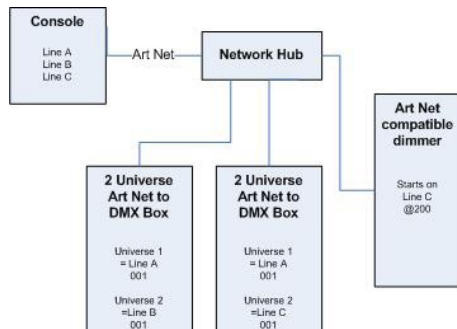 Console
Line A
Line B
Line C
Art Net
Network Hub
2 Universe
Art Net to
DMX Box
Universe 1
= Line A
001
Universe 2
=Line B
001
2 Universe
Art Net to
DMX Box
Universe 1
= Line A
001
Universe 2
=Line C
001
Art Net
compatible
dimmer
Starts on
Line C
@200